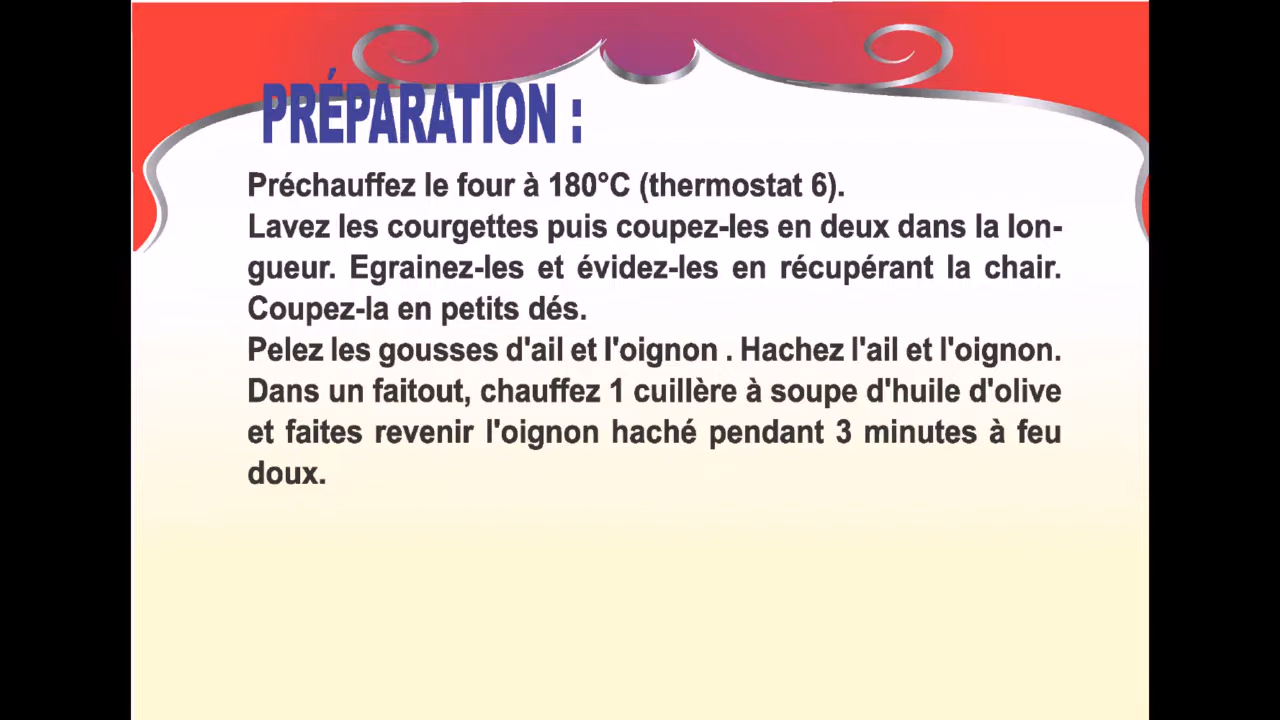 PRÉPARATION :
Préchauffez le four à 180°C (thermostat 6).
Lavez les courgettes puis coupez-les en deux dans la lon-
gueur. Egrainez-les et évidez-les en récupérant la chair.
Coupez-la en petits dés.
Pelez les gousses d'ail et l'oignon . Hachez l'ail et l'oignon.
Dans un faitout, chauffez 1 cuillère à soupe d'huile d'olive
et faites revenir l'oignon haché pendant 3 minutes à feu
doux.